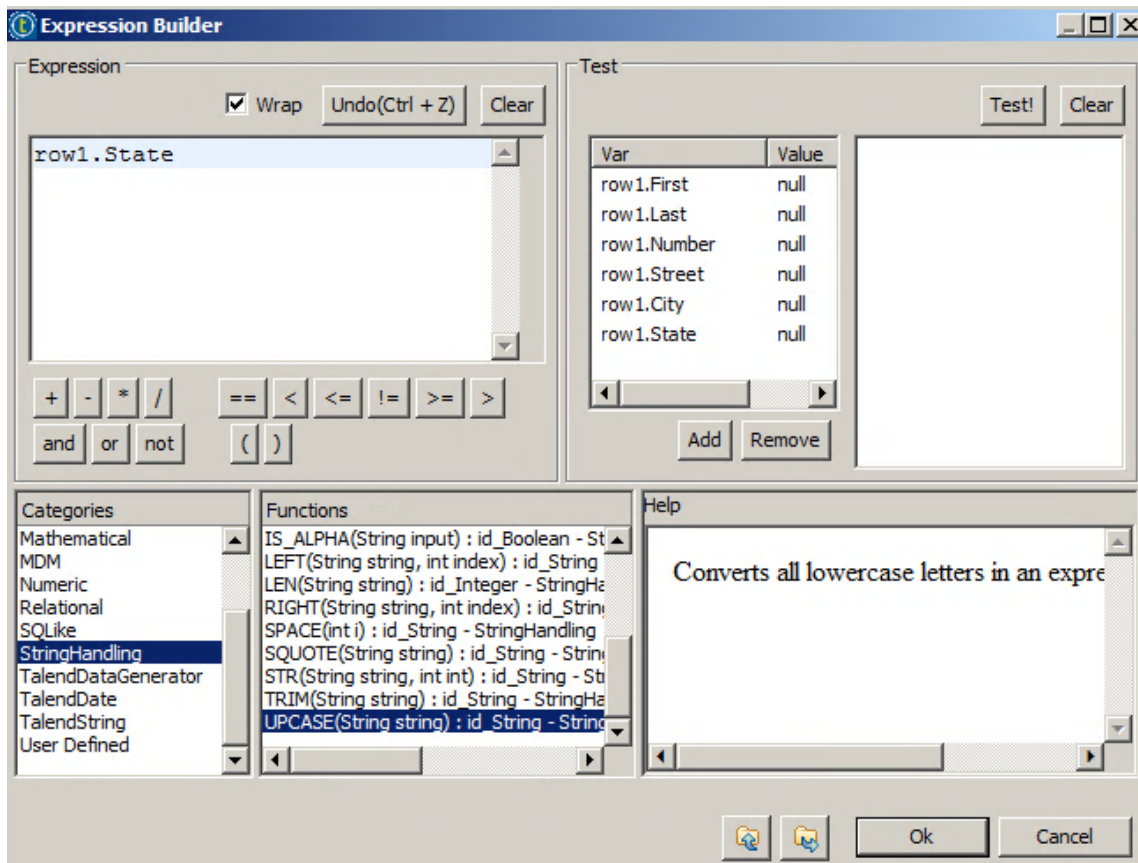 Expression Builder
Expression
Wrap
Undo(Ctrl + Z)
Clear
row1.State
+ - * / == < <= != >= >
and or not ( )
Test
Test! Clear
Var Value
row1.First null
row1.Last null
row1.Number null
row1.Street null
row1.City null
row1.State null
Add Remove
Categories
Mathematical
MDM
Numeric
Relational
SQLike
StringHandling
TalendDataGenerator
TalendDate
TalendString
User Defined
Functions
IS_ALPHA(String input) : id_Boolean - St
LEFT(String string, int index) : id_String
LEN(String string) : id_Integer - StringHa
RIGHT(String string, int index) : id_String
SPACE(int i) : id_String - StringHandling
SQUOTE(String string) : id_String - String
STR(String string, int int) : id_String - Str
TRIM(String string) : id_String - StringHa
UPCASE(String string) : id_String - String
Help
Converts all lowercase letters in an expre
Ok Cancel